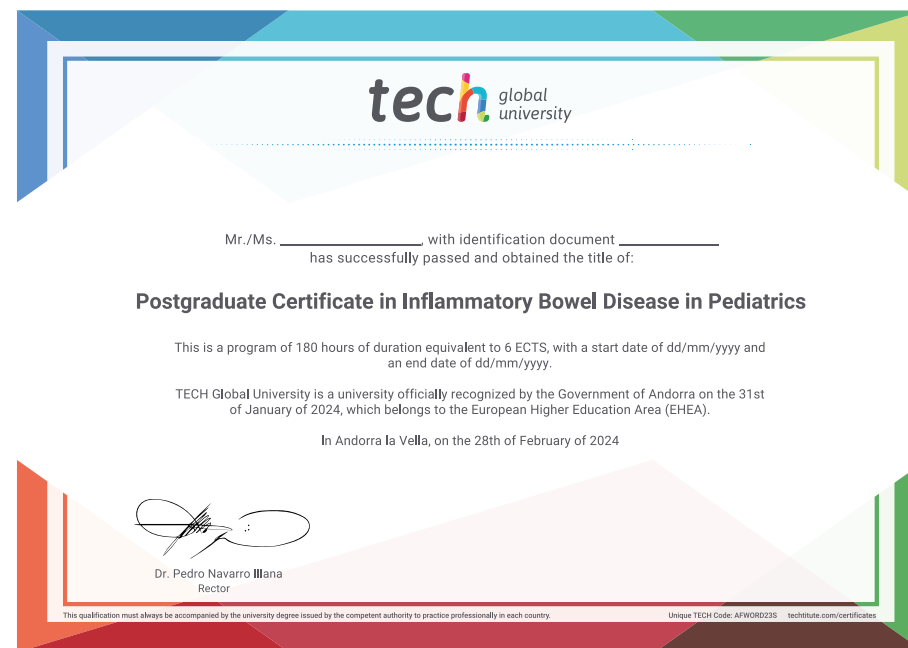 tech global university
Mr./Ms. , with identification document
has successfully passed and obtained the title of:
Postgraduate Certificate in Inflammatory Bowel Disease in Pediatrics
This is a program of 180 hours of duration equivalent to 6 ECTS, with a start date of dd/mm/yyyy and
an end date of dd/mm/yyyy.
TECH Global University is a university officially recognized by the Government of Andorra on the 31st
of January of 2024, which belongs to the European Higher Education Area (EHEA).
In Andorra la Vella, on the 28th of February of 2024
Dr. Pedro Navarro Illana
Rector
This qualification must always be accompanied by the university degree issued by the competent authority to practice professionally in each country. Unique TECH Code: AFWORD23S techtitute.com/certificates